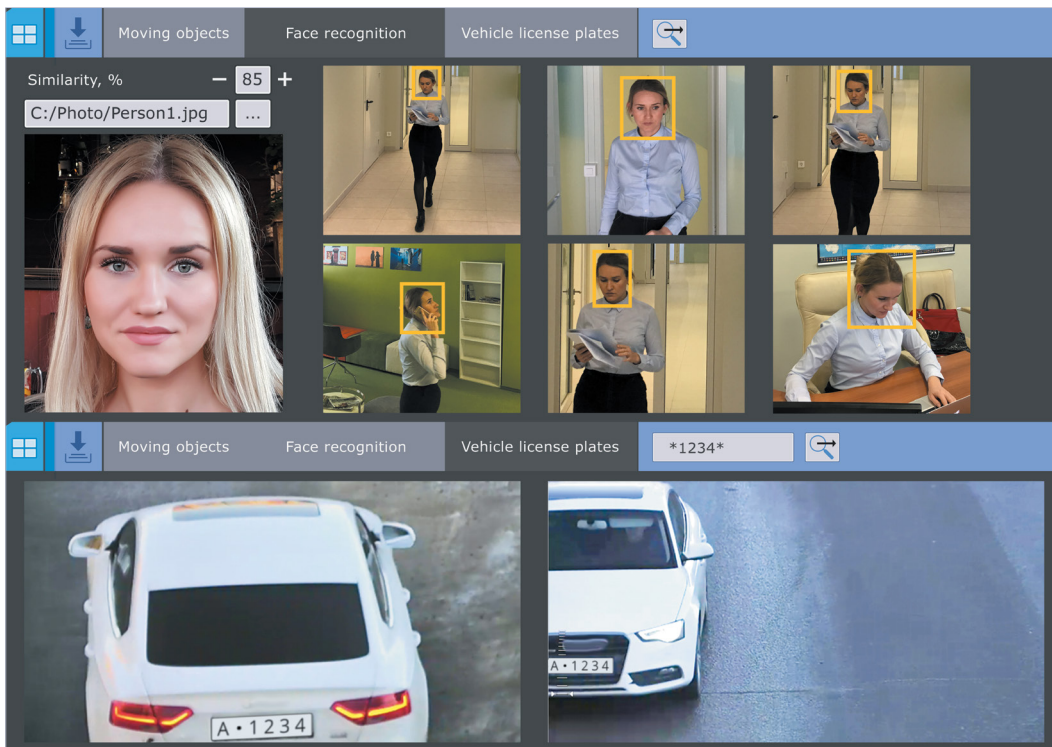 Moving objects
Face recognition
Vehicle license plates
Similarity, %
− 85 +
C:/Photo/Person1.jpg
...
Moving objects
Face recognition
Vehicle license plates
*1234*
A•1234
A•1234